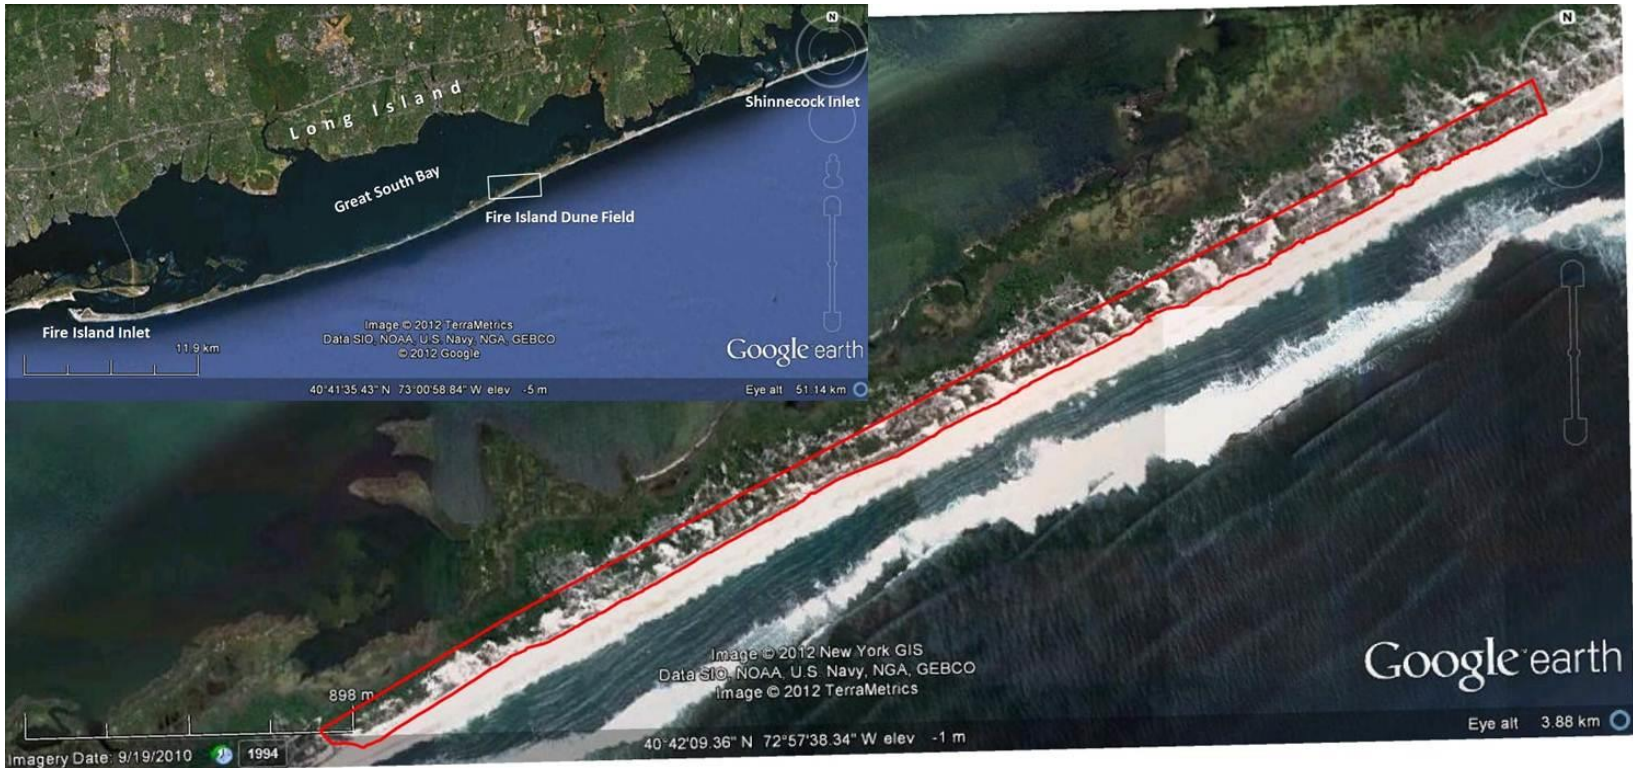 N
Long Island
Shinnecock Inlet
Great South Bay
Fire Island Dune Field
Fire Island Inlet
11.9 km
Image © 2012 TerraMetrics
Data SIO, NOAA, U.S. Navy, NGA, GEBCO
© 2012 Google
Google earth
40°41'35.43" N 73°00'58.84" W elev -5 m
Eye alt 51.14 km
N
898 m
Image © 2012 New York GIS
Data SIO, NOAA, U.S. Navy, NGA, GEBCO
Image © 2012 TerraMetrics
Google earth
Imagery Date: 9/19/2010
1994
40°42'09.36" N 72°57'38.34" W elev -1 m
Eye alt 3.88 km